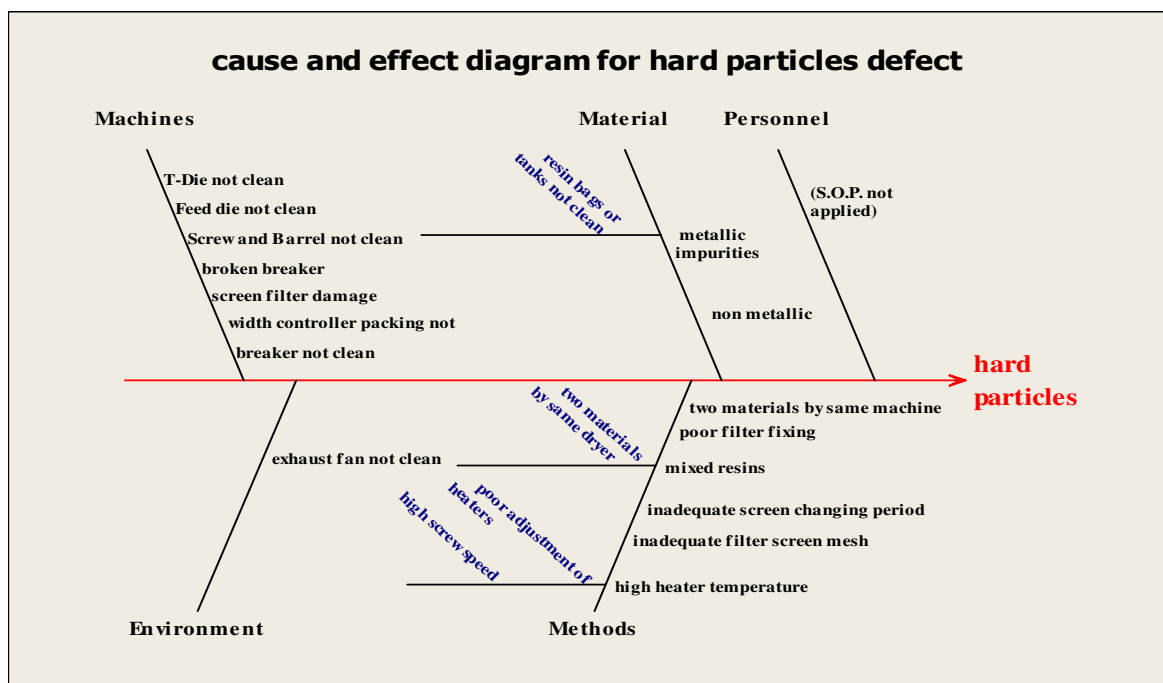 cause and effect diagram for hard particles defect
Machines
Material
Personnel
T-Die not clean
Feed die not clean
Screw and Barrel not clean
broken breaker
screen filter damage
width controller packing not
breaker not clean
resin bags or
tanks not clean
metallic
impurities
non metallic
(S.O.P. not
applied)
hard
particles
exhaust fan not clean
two materials
by same dryer
two materials by same machine
poor filter fixing
mixed resins
inadequate screen changing period
inadequate filter screen mesh
high heater temperature
poor adjustment of
heaters
high screw speed
Environment
Methods